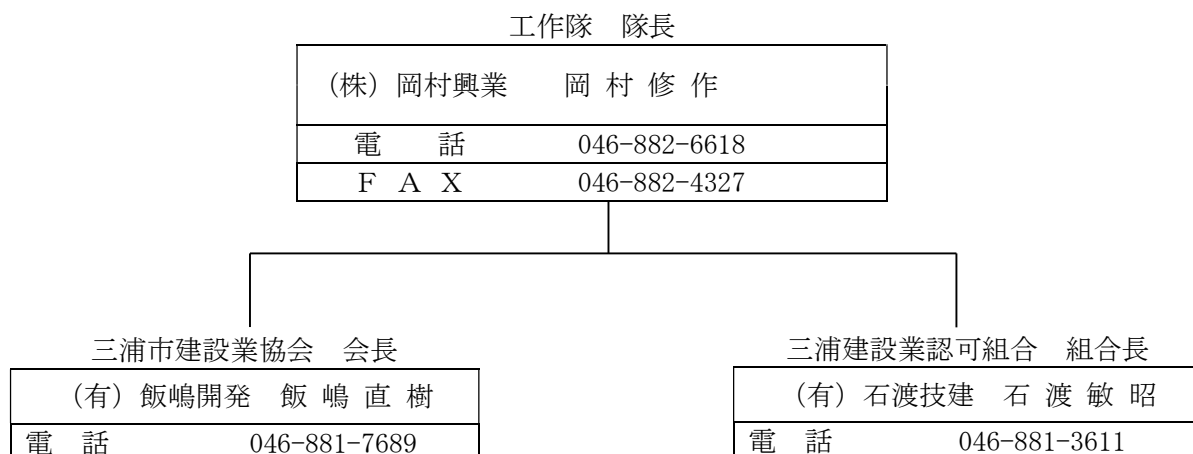 工作隊　隊長
（株）岡村興業　　岡 村 修 作
電　　話　　046-882-6618
Ｆ Ａ Ｘ　　046-882-4327
三浦市建設業協会　会長
（有）飯嶋開発　飯 嶋 直 樹
電　話　　046-881-7689
三浦建設業認可組合　組合長
（有）石渡技建　石 渡 敏 昭
電　話　　046-881-3611